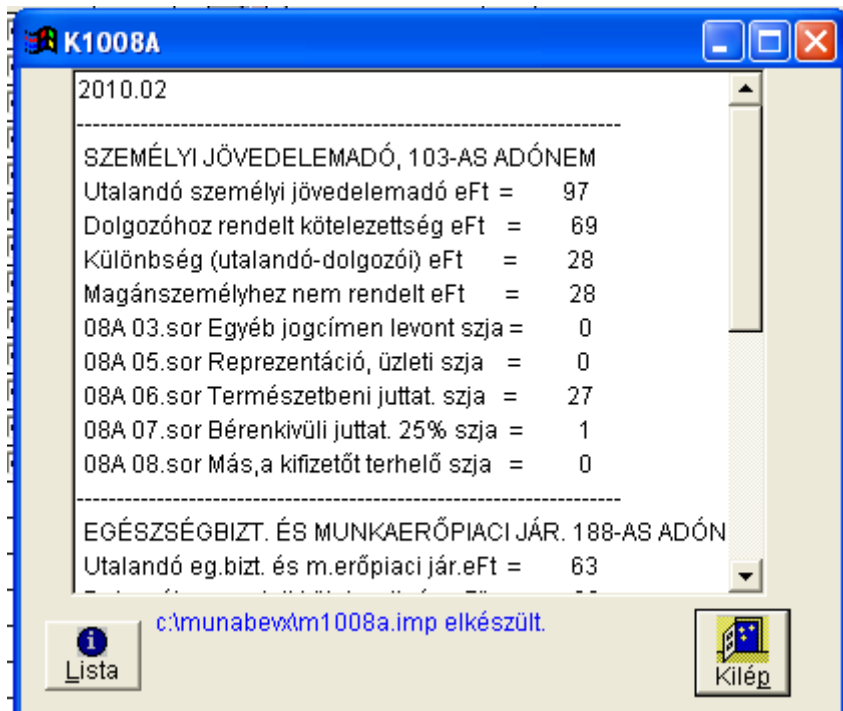 K1008A
2010.02
------------------------------------------------------------------
SZEMÉLYI JÖVEDELEMADÓ, 103-AS ADÓNEM
Utalandó személyi jövedelemadó eFt = 97
Dolgozóhoz rendelt kötelezettség eFt = 69
Különbség (utalandó-dolgozói) eFt = 28
Magánszemélyhez nem rendelt eFt = 28
08A 03.sor Egyéb jogcímen levont szja = 0
08A 05.sor Reprezentáció, üzleti szja = 0
08A 06.sor Természetbeni juttat. szja = 27
08A 07.sor Bérenkivüli juttat. 25% szja = 1
08A 08.sor Más,a kifizetőt terhelő szja = 0
------------------------------------------------------------------
EGÉSZSÉGBIZT. ÉS MUNKAERŐPIACI JÁR. 188-AS ADÓN
Utalandó eg.bizt. és m.erőpiaci jár.eFt = 63
c:\munabevx\m1008a.imp elkészült.
Lista
Kilép